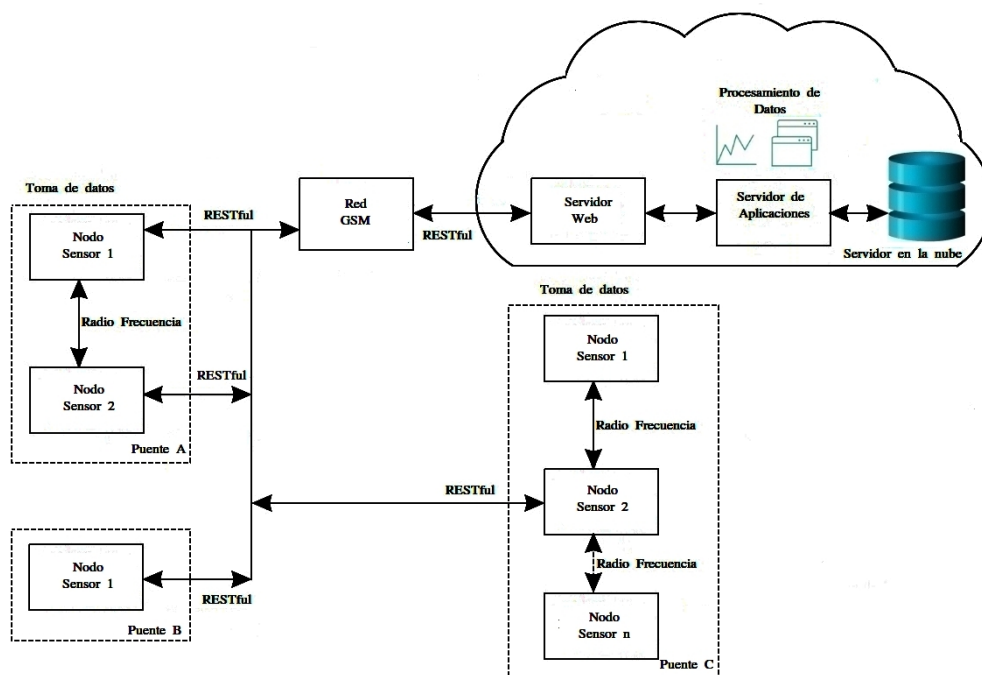 Procesamiento de
Datos
Toma de datos
RESTful
Red
GSM
RESTful
Servidor
Web
Servidor de
Aplicaciones
Servidor en la nube
Nodo
Sensor 1
Radio Frecuencia
Nodo
Sensor 2
RESTful
Puente A
Toma de datos
Nodo
Sensor 1
Radio Frecuencia
RESTful
Nodo
Sensor 2
Radio Frecuencia
Nodo
Sensor n
Puente C
Nodo
Sensor 1
RESTful
Puente B